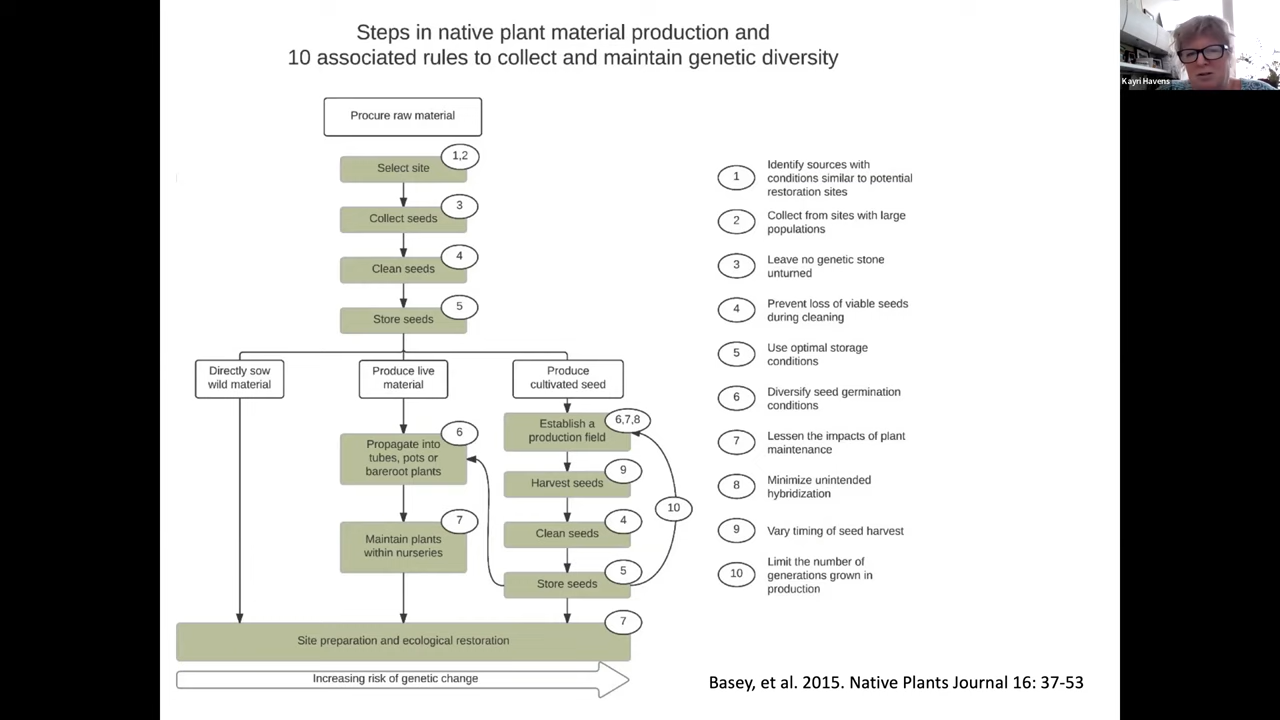 Steps in native plant material production and
10 associated rules to collect and maintain genetic diversity
Kayri Havens
Procure raw material
1,2
Select site
3
Collect seeds
4
Clean seeds
5
Store seeds
Directly sow
wild material
Produce live
material
Produce
cultivated seed
6
Propagate into
tubes, pots or
bareroot plants
7
Maintain plants
within nurseries
6,7,8
Establish a
production field
9
Harvest seeds
4
Clean seeds
10
5
Store seeds
7
Site preparation and ecological restoration
Increasing risk of genetic change
1
Identify sources with
conditions similar to potential
restoration sites
2
Collect from sites with large
populations
3
Leave no genetic stone
unturned
4
Prevent loss of viable seeds
during cleaning
5
Use optimal storage
conditions
6
Diversify seed germination
conditions
7
Lessen the impacts of plant
maintenance
8
Minimize unintended
hybridization
9
Vary timing of seed harvest
10
Limit the number of
generations grown in
production
Basey, et al. 2015. Native Plants Journal 16: 37-53